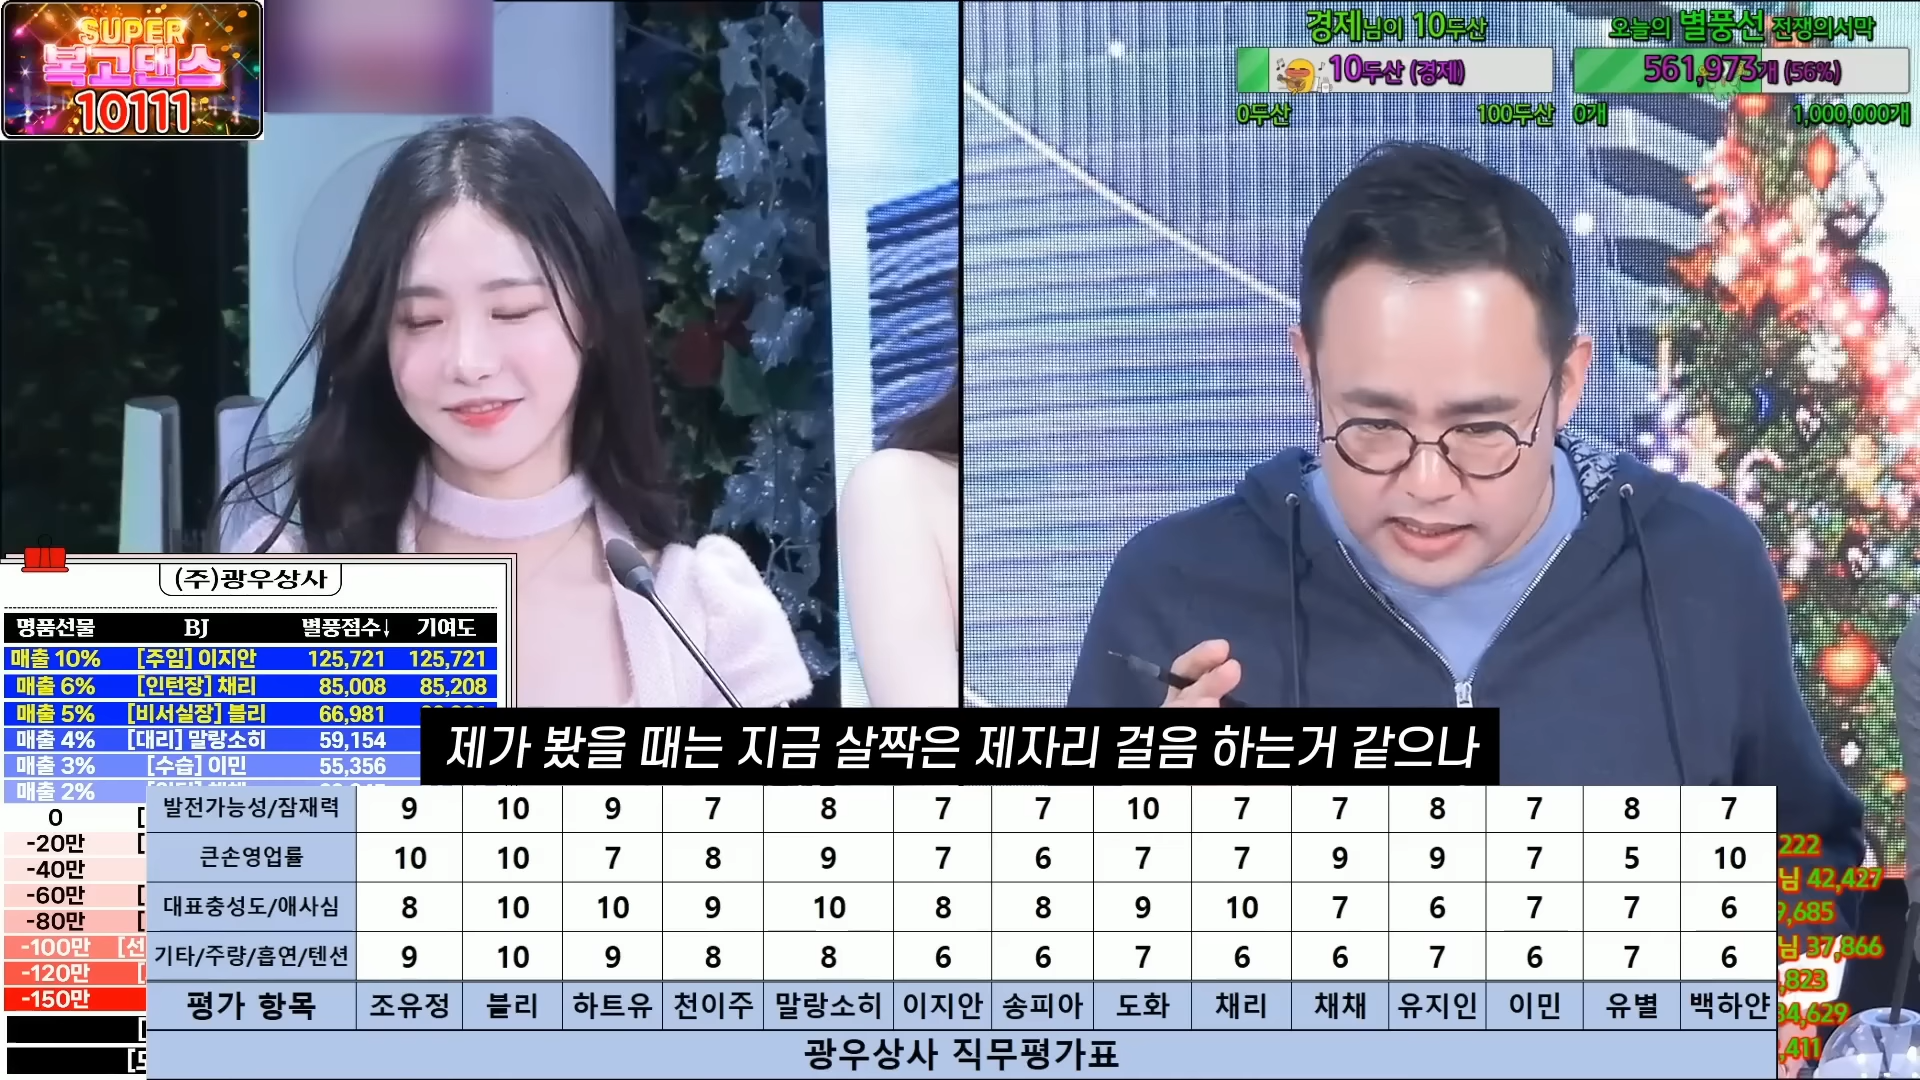 SUPER
복고댄스
10111
경제님이 10두산
10두산 (경제)
0두산 100두산
오늘의 별풍선 전쟁의서막
561,973개 (56%)
0개 1,000,000개
(주)광우상사
명품선물 BJ 별풍점수↓ 기여도
매출 10% [주임] 이지안 125,721 125,721
매출 6% [인턴장] 채리 85,008 85,208
매출 5% [비서실장] 블리 66,981
매출 4% [대리] 말랑소히 59,154
매출 3% [수습] 이민 55,356
매출 2%
0 [
-20만 [
-40만
-60만 [
-80만 [
-100만 [선
-120만
-150만
제가 봤을 때는 지금 살짝은 제자리 걸음 하는거 같으나
발전가능성/잠재력 9 10 9 7 8 7 7 10 7 7 8 7 8 7
큰손영업률 10 10 7 8 9 7 6 7 7 9 9 7 5 10
대표충성도/애사심 8 10 10 9 10 8 8 9 10 7 6 7 7 6
기타/주량/흡연/텐션 9 10 9 8 8 6 6 7 6 6 7 6 7 6
평가 항목 조유정 블리 하트유 천이주 말랑소히 이지안 송피아 도화 채리 채채 유지인 이민 유별 백하얀
광우상사 직무평가표
222
님 42,427
9,685
님 37,866
,823
34,629
,411